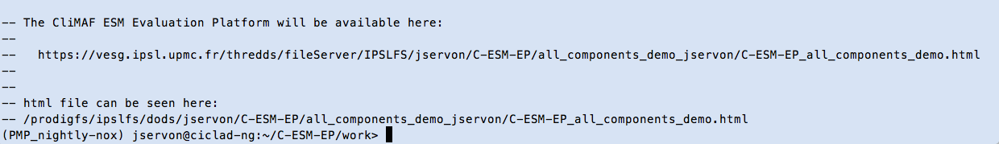 -- The CliMAF ESM Evaluation Platform will be available here:
--
--   https://vesg.ipsl.upmc.fr/thredds/fileServer/IPSLFS/jservon/C-ESM-EP/all_components_demo_jservon/C-ESM-EP_all_components_demo.html
--
--
-- html file can be seen here:
-- /prodigfs/ipslfs/dods/jservon/C-ESM-EP/all_components_demo_jservon/C-ESM-EP_all_components_demo.html
(PMP_nightly-nox) jservon@ciclad-ng:~/C-ESM-EP/work>